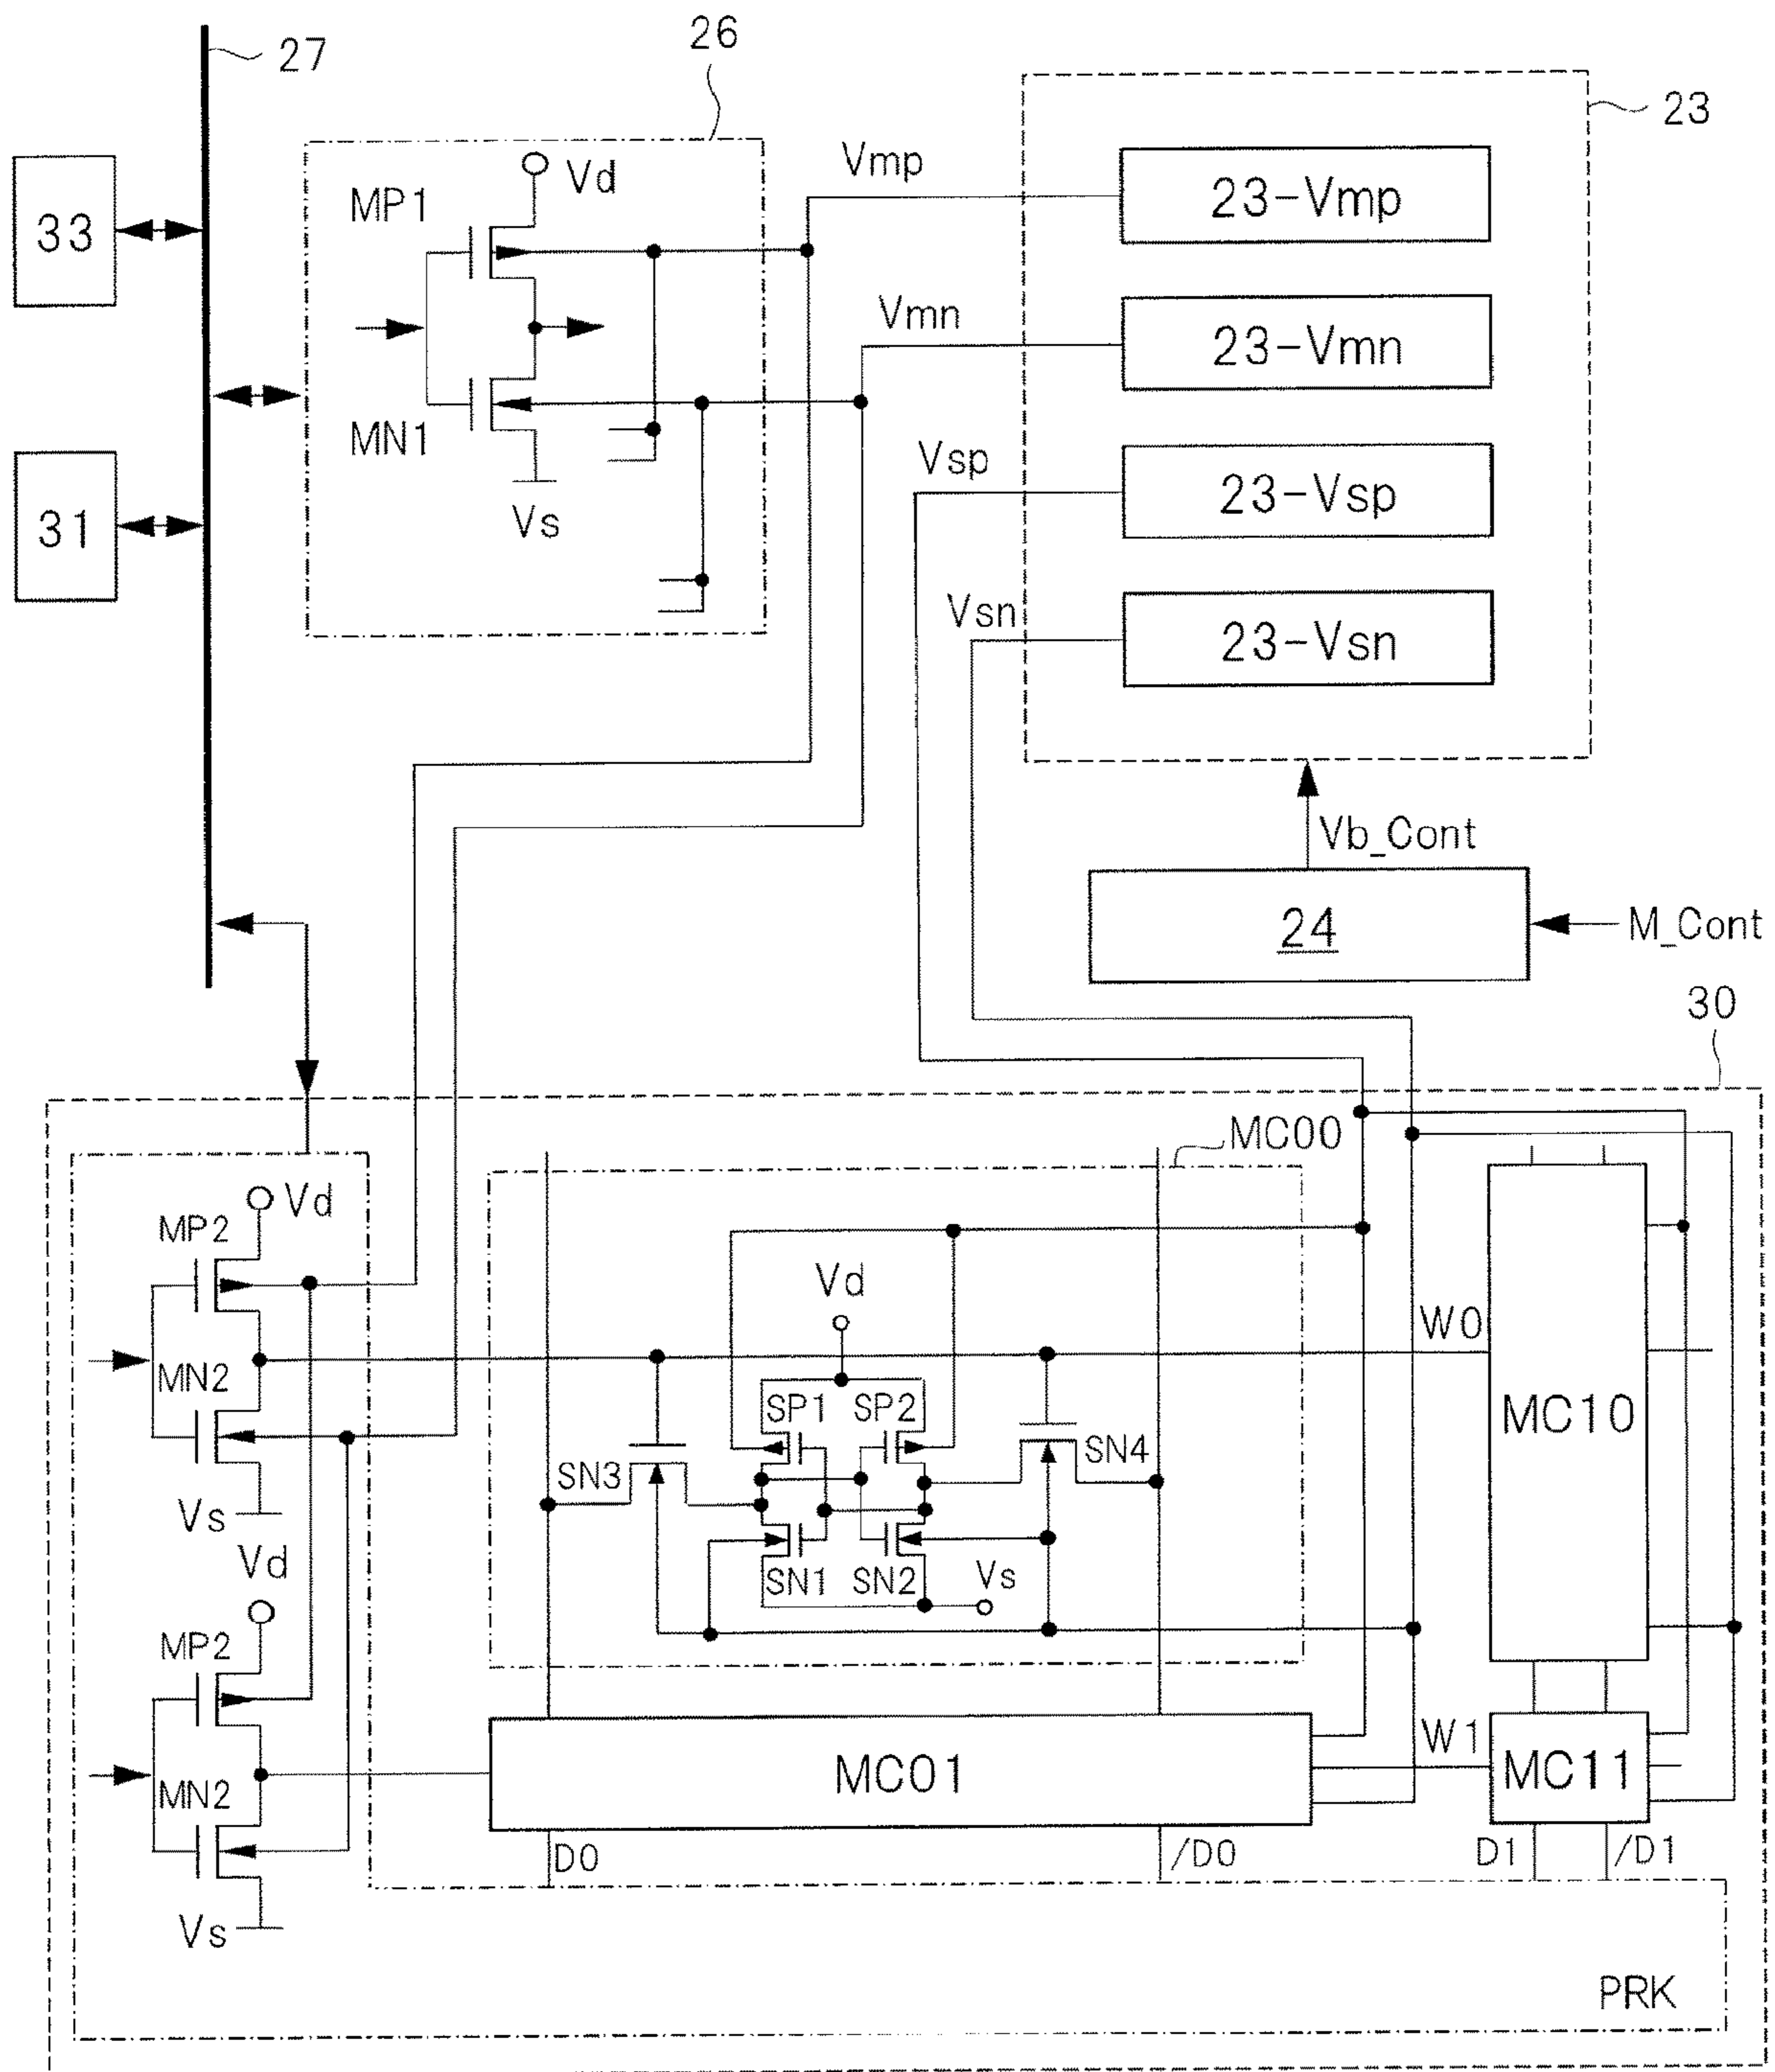 27
26
23
33
31
MP1
Vd
MN1
Vs
Vmp
Vmn
Vsp
Vsn
23-Vmp
23-Vmn
23-Vsp
23-Vsn
Vb_Cont
24
M_Cont
30
MC00
Vd
MP2
MN2
Vs
Vd
MP2
MN2
Vs
Vd
W0
SP1
SP2
SN3
SN4
SN1
SN2
Vs
MC10
MC01
W1
MC11
D0
/D0
D1
/D1
PRK